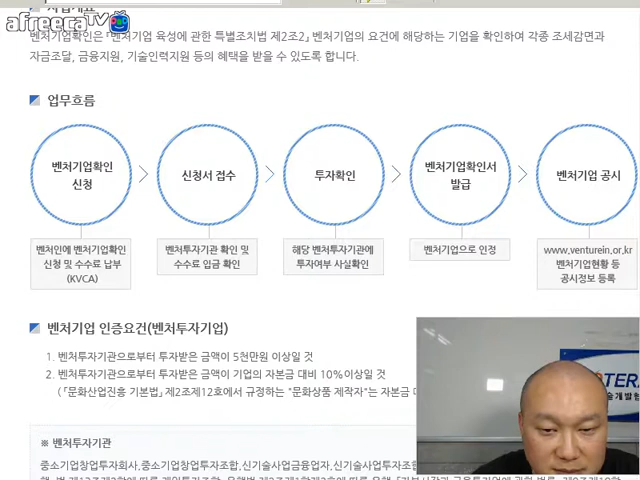 afreecaTV
벤처기업확인은 「벤처기업 육성에 관한 특별조치법 제2조2」 벤처기업의 요건에 해당하는 기업을 확인하여 각종 조세감면과
자금조달, 금융지원, 기술인력지원 등의 혜택을 받을 수 있도록 합니다.
업무흐름
벤처기업확인
신청
신청서 접수
투자확인
벤처기업확인서
발급
벤처기업 공시
벤처인에 벤처기업확인
신청 및 수수료 납부
(KVCA)
벤처투자기관 확인 및
수수료 입금 확인
해당 벤처투자기관에
투자여부 사실확인
벤처기업으로 인정
www.venturein.or.kr
벤처기업현황 등
공시정보 등록
벤처기업 인증요건(벤처투자기업)
1. 벤처투자기관으로부터 투자받은 금액이 5천만원 이상일 것
2. 벤처투자기관으로부터 투자받은 금액이 기업의 자본금 대비 10%이상일 것
(「문화산업진흥 기본법」 제2조제12호에서 규정하는 "문화상품 제작자"는 자본금
※ 벤처투자기관
중소기업창업투자회사.중소기업창업투자조합.신기술사업금융업자.신기술사업투자조합